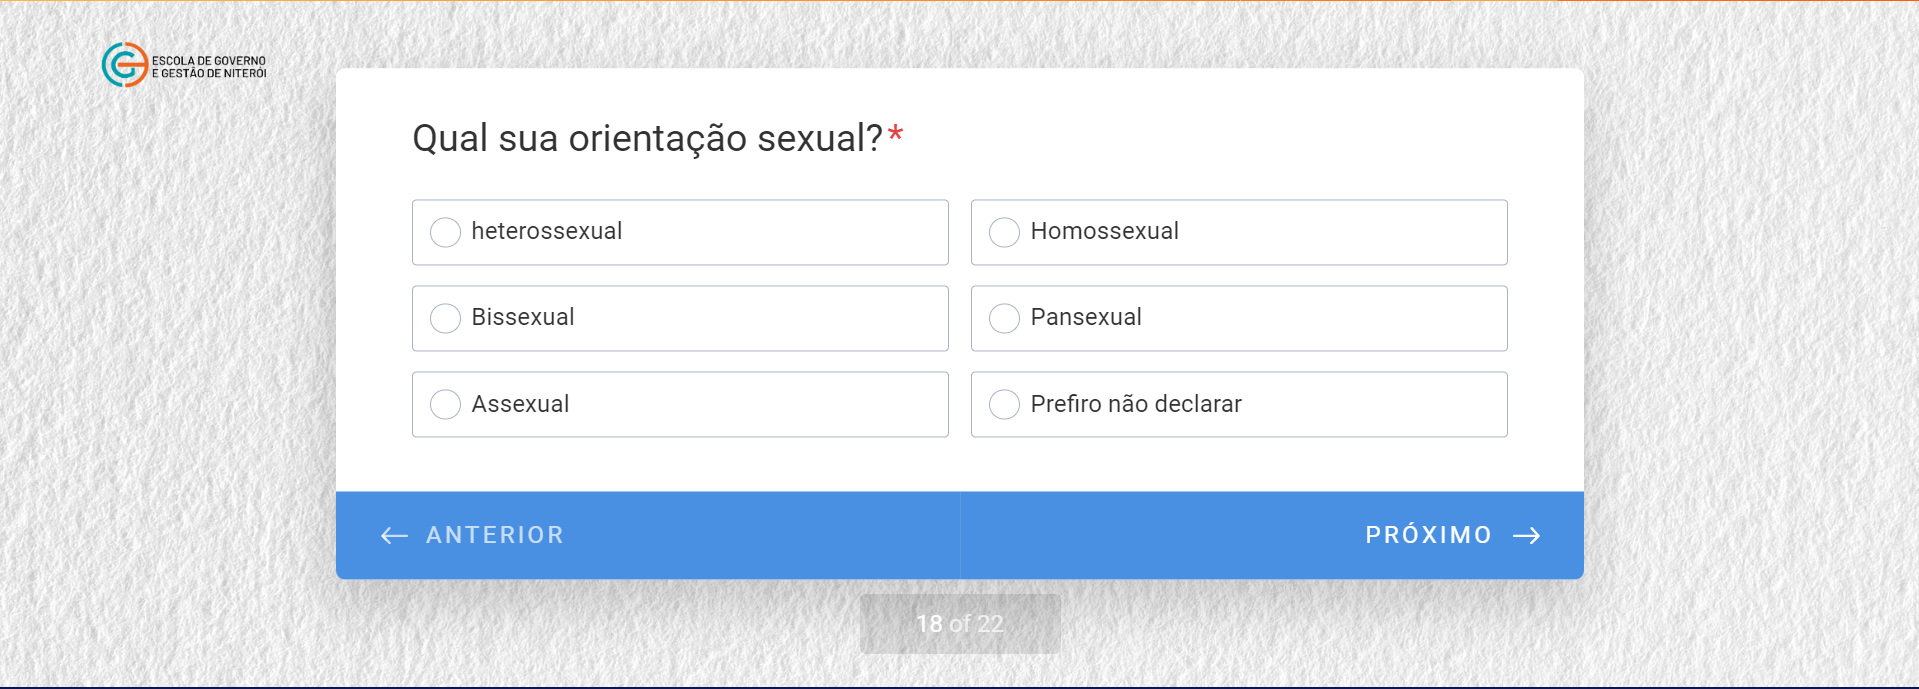 ESCOLA DE GOVERNO
E GESTÃO DE NITERÓI
Qual sua orientação sexual?*
heterossexual
Homossexual
Bissexual
Pansexual
Assexual
Prefiro não declarar
ANTERIOR
PRÓXIMO
18 of 22